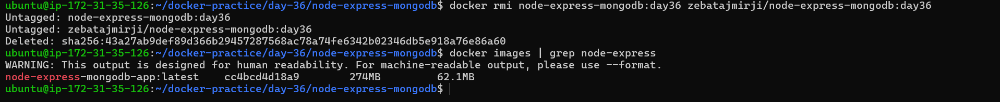 ubuntu@ip-172-31-35-126:~/docker-practice/day-36/node-express-mongodb$ docker rmi node-express-mongodb:day36 zebatajmirji/node-express-mongodb:day36
Untagged: node-express-mongodb:day36
Untagged: zebatajmirji/node-express-mongodb:day36
Deleted: sha256:43a27ab9def89d366b29457287568ac78a74fe6342b02346db5e918a76e86a60
ubuntu@ip-172-31-35-126:~/docker-practice/day-36/node-express-mongodb$ docker images | grep node-express
WARNING: This output is designed for human readability. For machine-readable output, please use --format.
node-express-mongodb-app:latest    cc4bcd4d18a9        274MB         62.1MB
ubuntu@ip-172-31-35-126:~/docker-practice/day-36/node-express-mongodb$